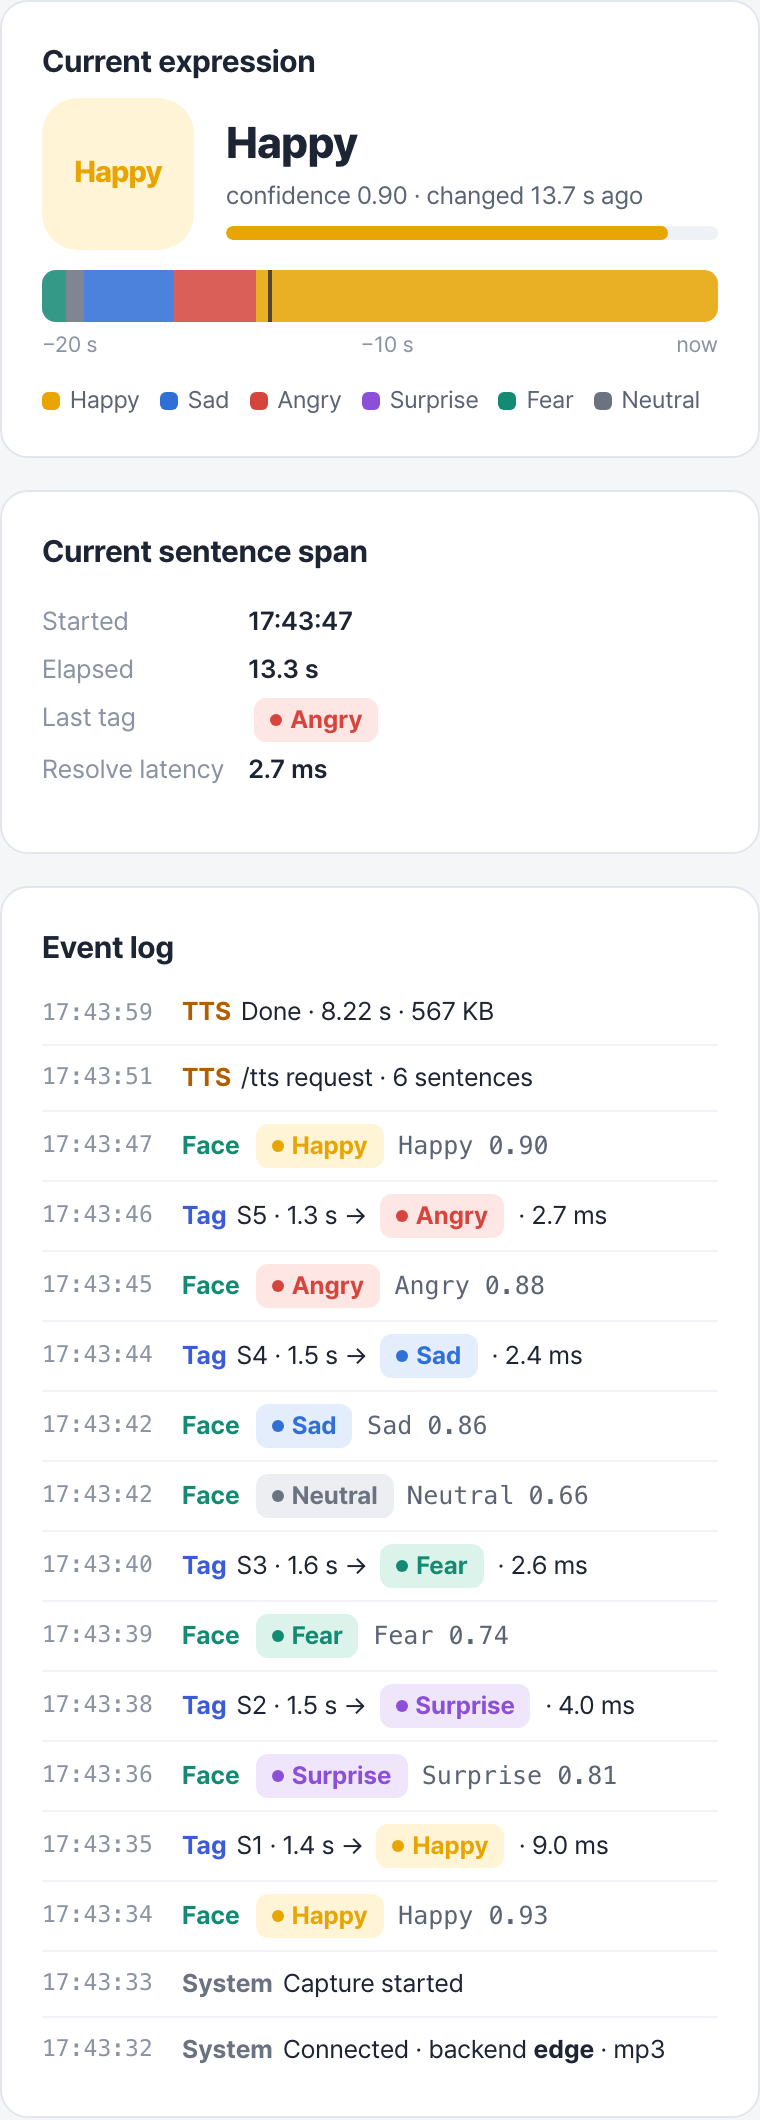 Current expression
Happy
Happy
confidence 0.90 · changed 13.7 s ago
−20 s −10 s now
Happy Sad Angry Surprise Fear Neutral
Current sentence span
Started 17:43:47
Elapsed 13.3 s
Last tag Angry
Resolve latency 2.7 ms
Event log
17:43:59 TTS Done · 8.22 s · 567 KB
17:43:51 TTS /tts request · 6 sentences
17:43:47 Face Happy Happy 0.90
17:43:46 Tag S5 · 1.3 s → Angry · 2.7 ms
17:43:45 Face Angry Angry 0.88
17:43:44 Tag S4 · 1.5 s → Sad · 2.4 ms
17:43:42 Face Sad Sad 0.86
17:43:42 Face Neutral Neutral 0.66
17:43:40 Tag S3 · 1.6 s → Fear · 2.6 ms
17:43:39 Face Fear Fear 0.74
17:43:38 Tag S2 · 1.5 s → Surprise · 4.0 ms
17:43:36 Face Surprise Surprise 0.81
17:43:35 Tag S1 · 1.4 s → Happy · 9.0 ms
17:43:34 Face Happy Happy 0.93
17:43:33 System Capture started
17:43:32 System Connected · backend edge · mp3